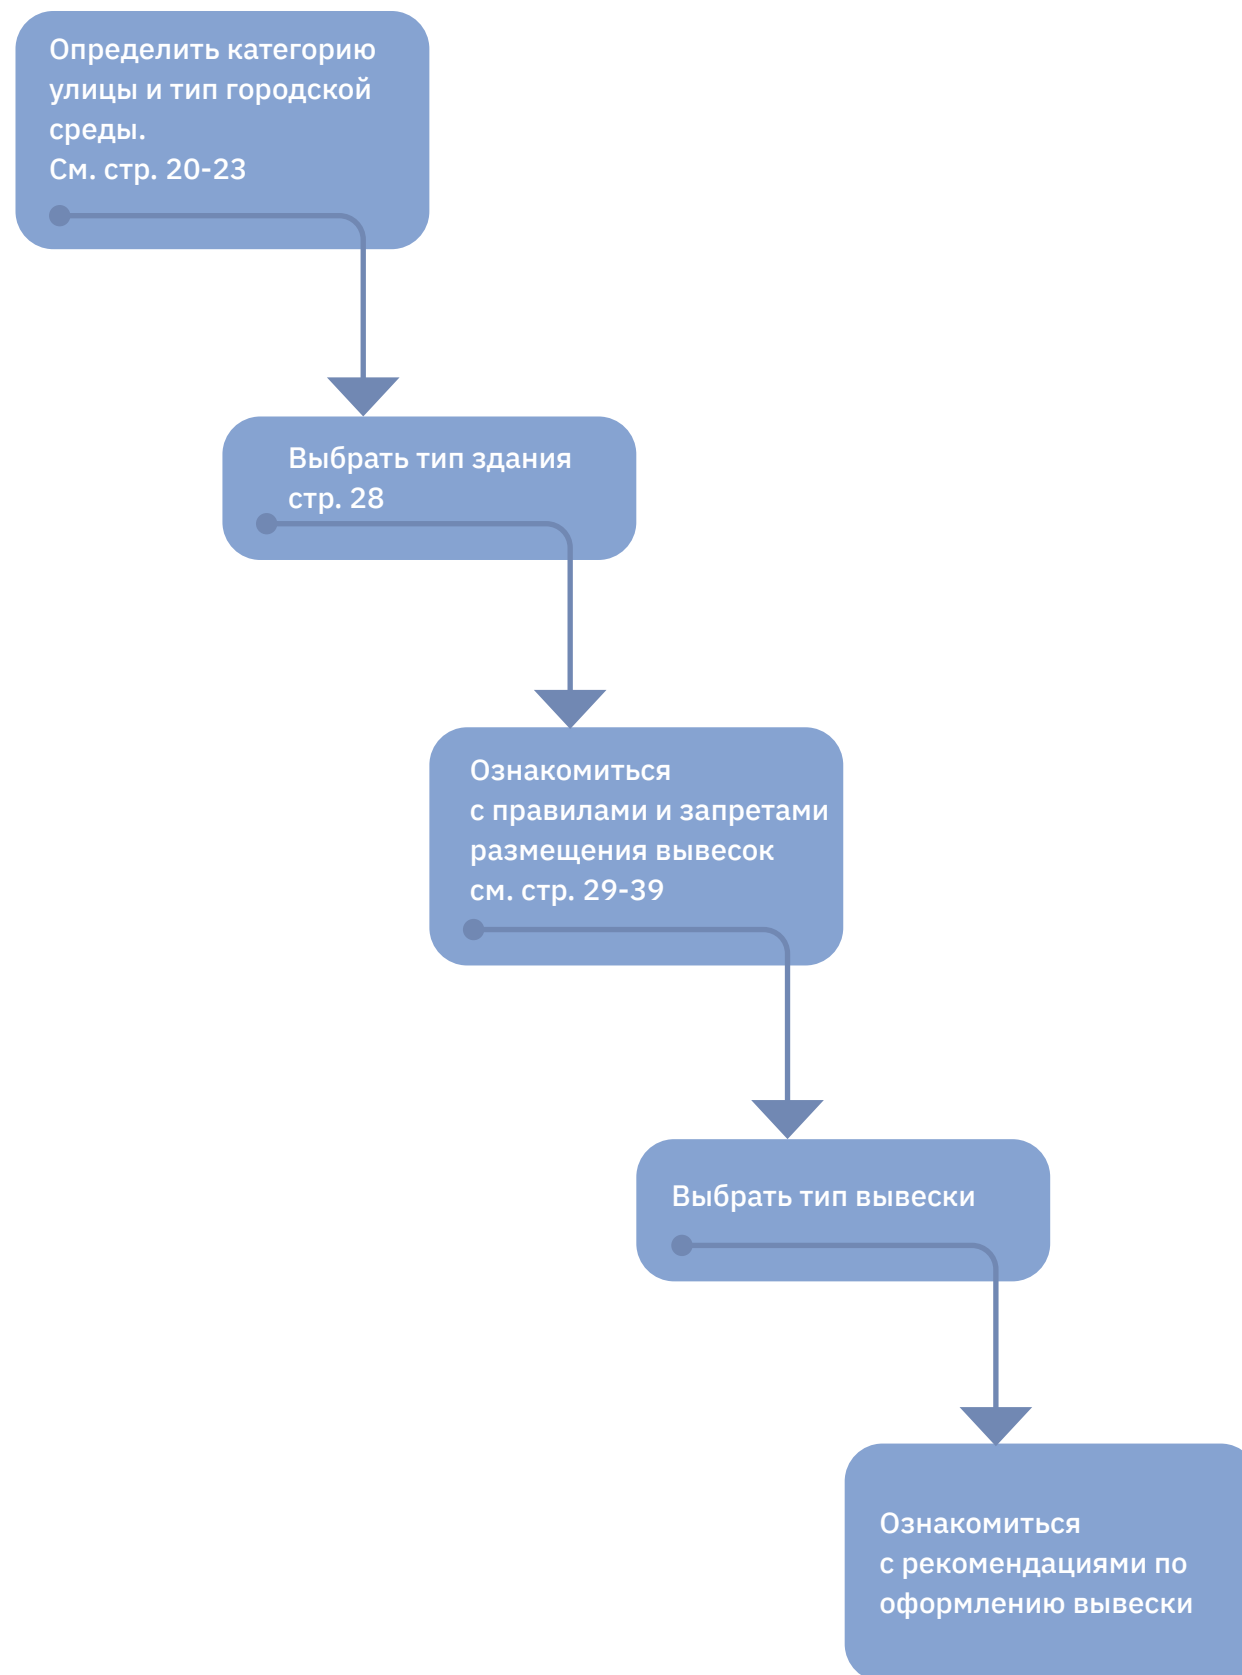 Определить категорию
улицы и тип городской
среды.
См. стр. 20-23
Выбрать тип здания
стр. 28
Ознакомиться
с правилами и запретами
размещения вывесок
см. стр. 29-39
Выбрать тип вывески
Ознакомиться
с рекомендациями по
оформлению вывески